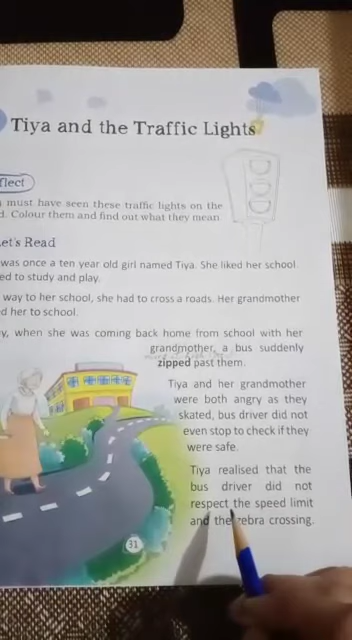 Tiya and the Traffic Lights
flect
must have seen these traffic lights on the
d. Colour them and find out what they mean
Let's Read
was once a ten year old girl named Tiya. She liked her school.
ed to study and play.
way to her school, she had to cross a roads. Her grandmother
d her to school.
y, when she was coming back home from school with her
grandmother, a bus suddenly
zipped past them.
Tiya and her grandmother
were both angry as they
skated, bus driver did not
even stop to check if they
were safe.
Tiya realised that the
bus driver did not
respect the speed limit
and the zebra crossing.
31